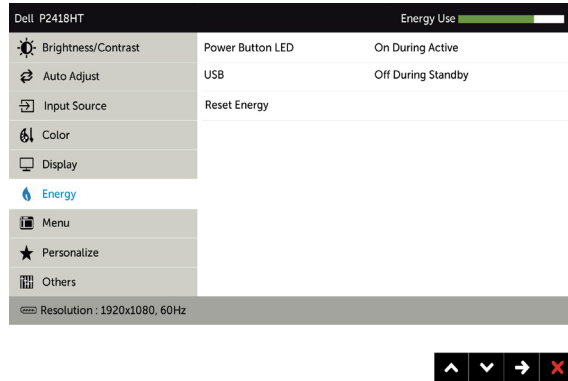 Dell P2418HT Energy Use
Brightness/Contrast Power Button LED On During Active
Auto Adjust USB Off During Standby
Input Source Reset Energy
Color
Display
Energy
Menu
Personalize
Others
Resolution : 1920x1080, 60Hz